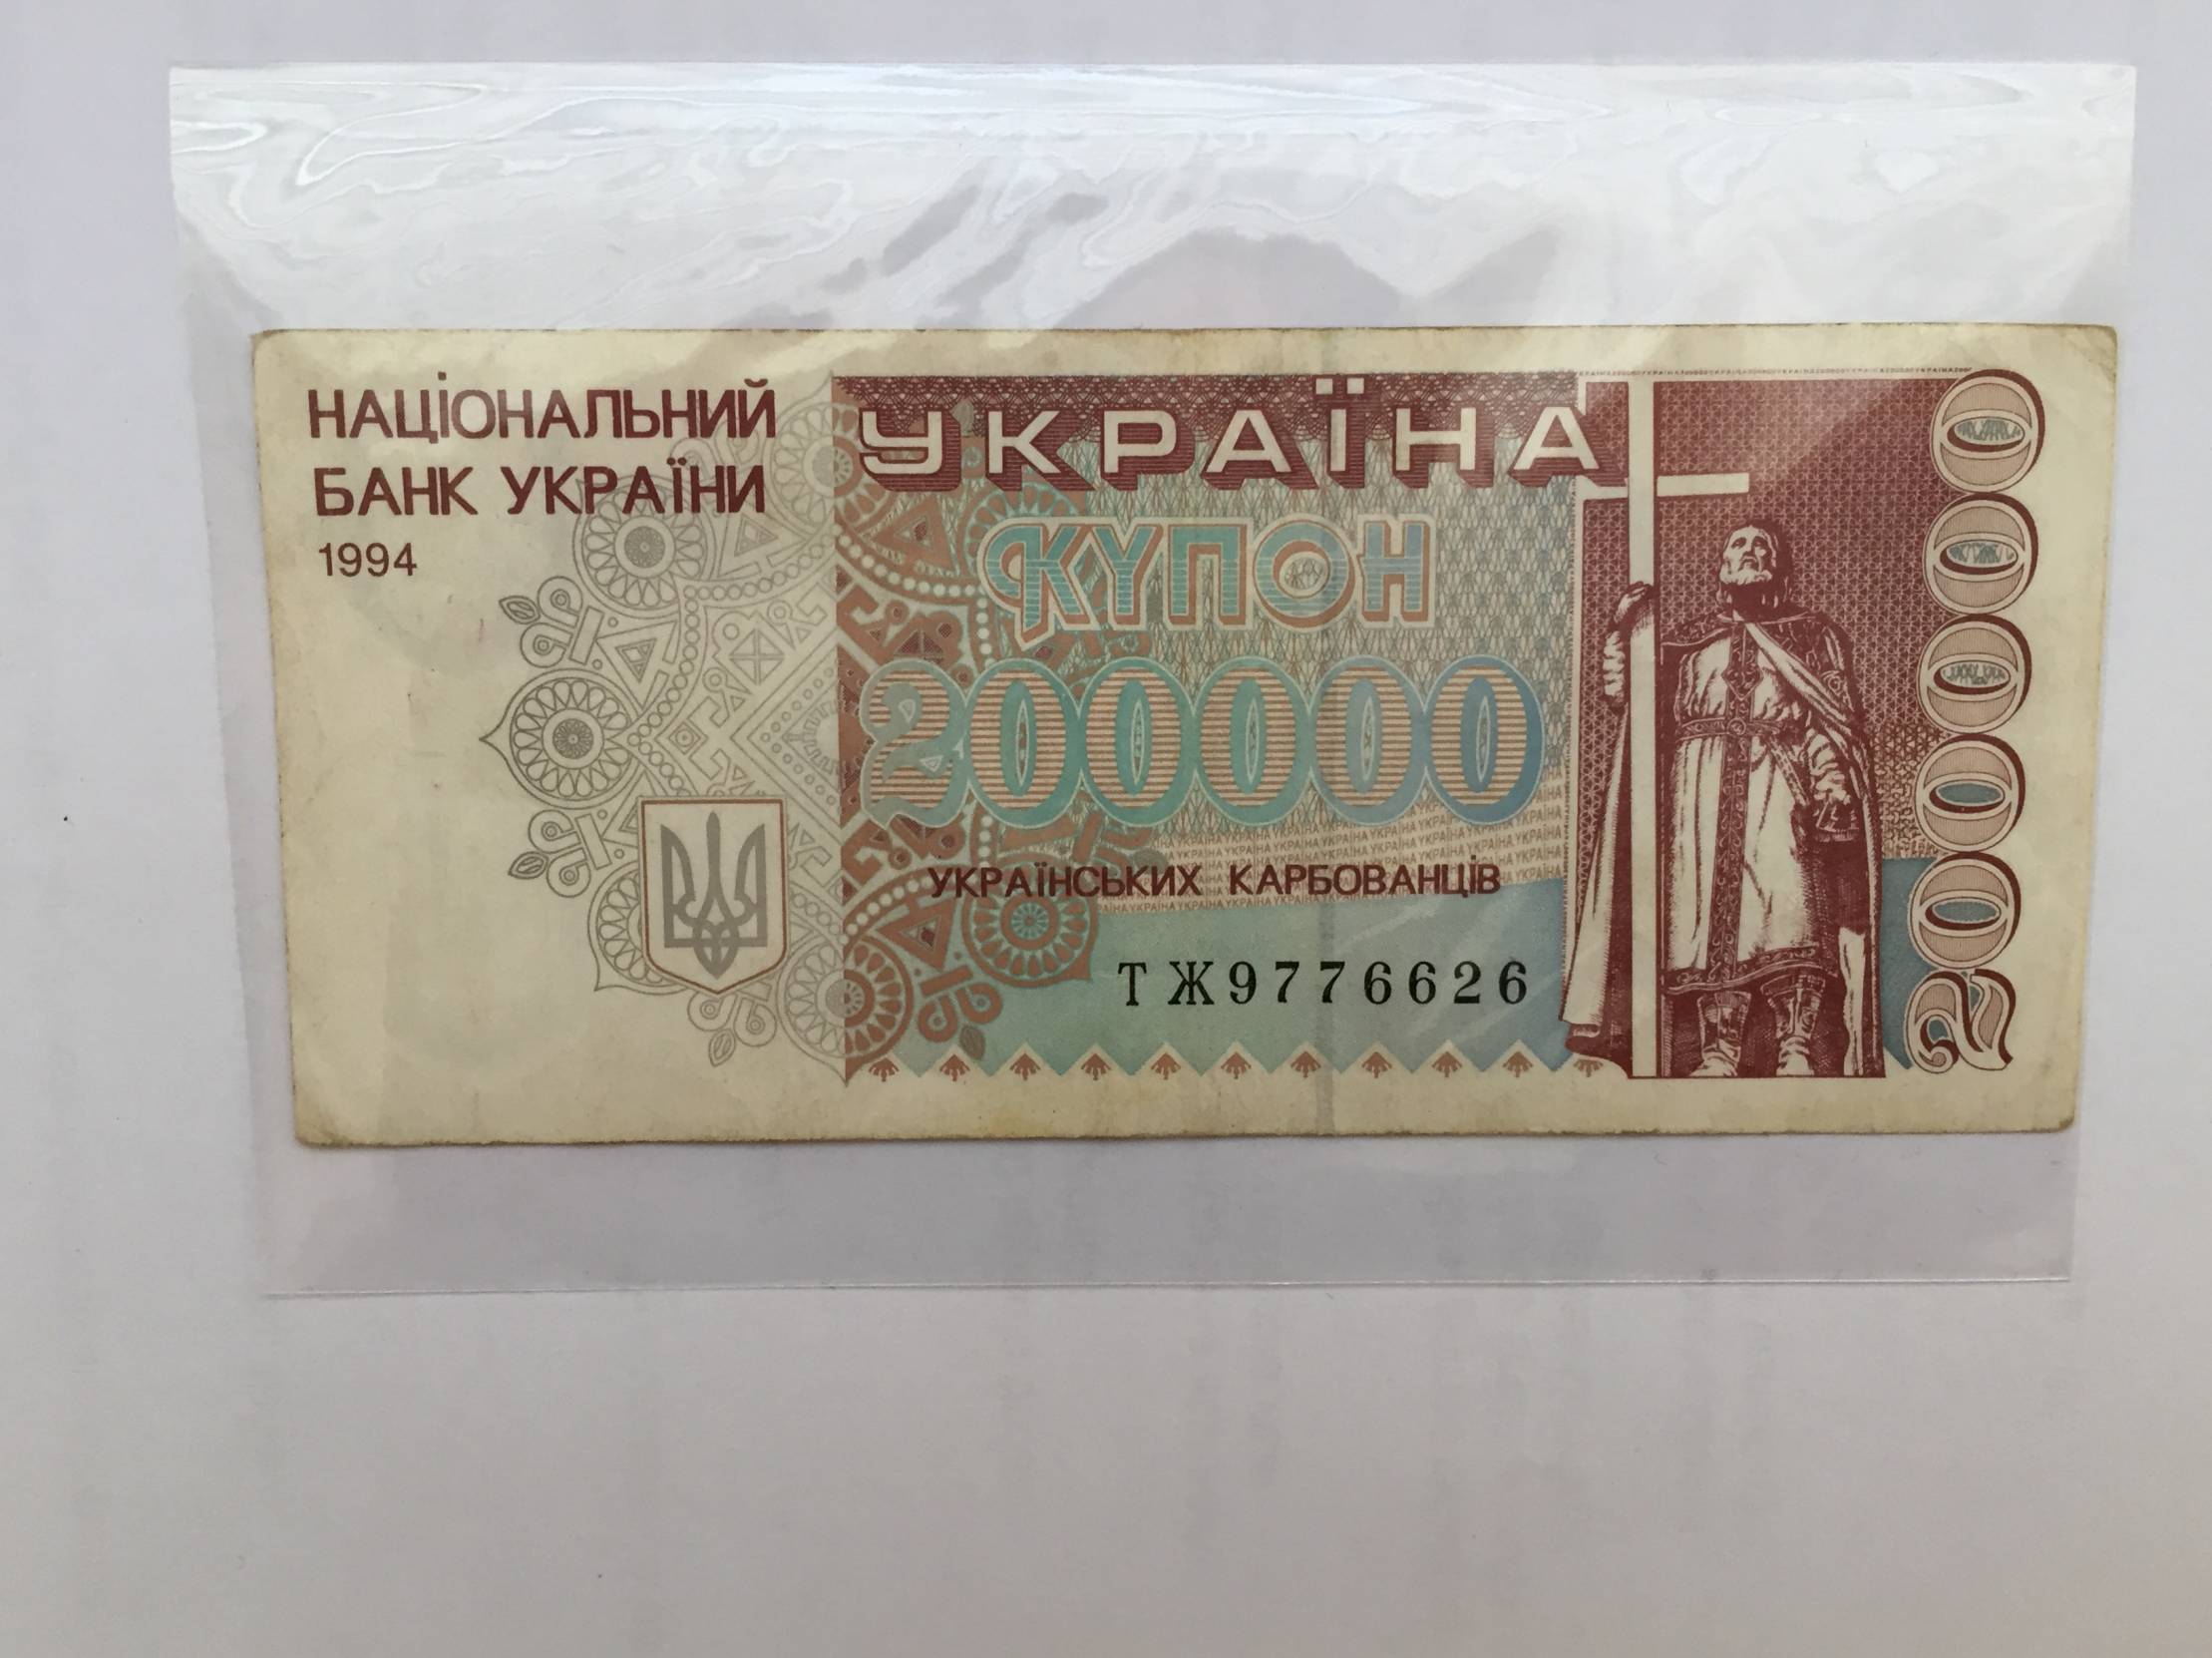 НАЦІОНАЛЬНИЙ
БАНК УКРАЇНИ
1994
УКРАЇНА
КУПОН
200000
УКРАЇНСЬКИХ КАРБОВАНЦІВ
ТЖ9776626
200000